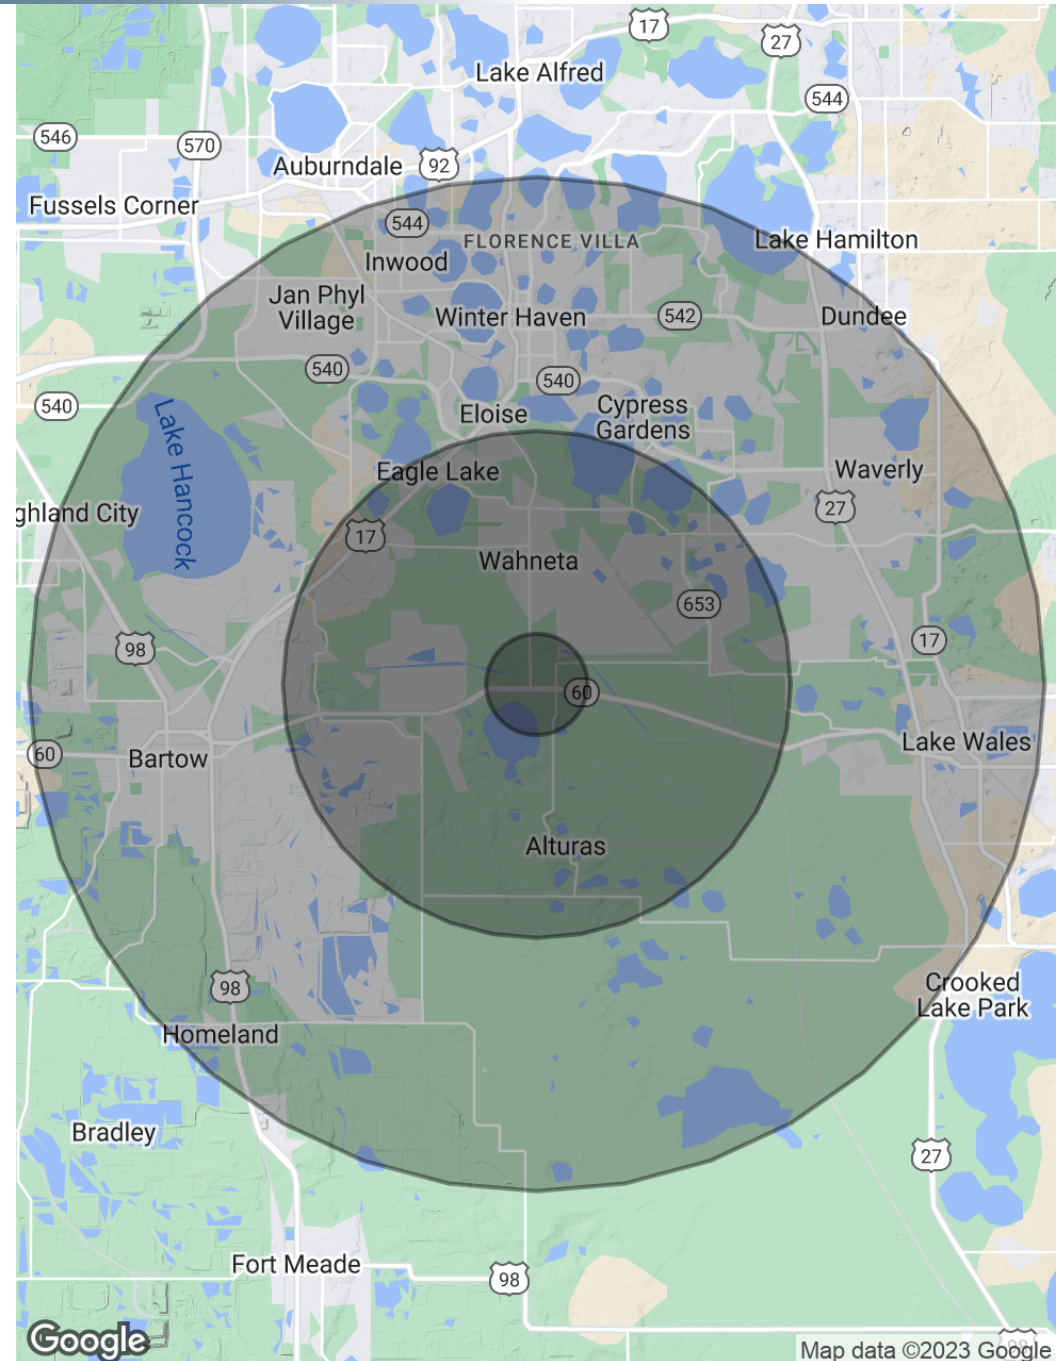 17
27
Lake Alfred
544
546
570
Auburndale
92
Fussels Corner
544
FLORENCE VILLA
Lake Hamilton
Inwood
Jan Phyl
Village
Winter Haven
542
Dundee
540
540
540
Eloise
Cypress
Gardens
Lake Hancock
Eagle Lake
Waverly
27
ghland City
17
Wahneta
653
98
17
60
60
Bartow
Lake Wales
Alturas
98
Crooked
Lake Park
Homeland
Bradley
27
Fort Meade
98
98
Google
Map data ©2023 Google